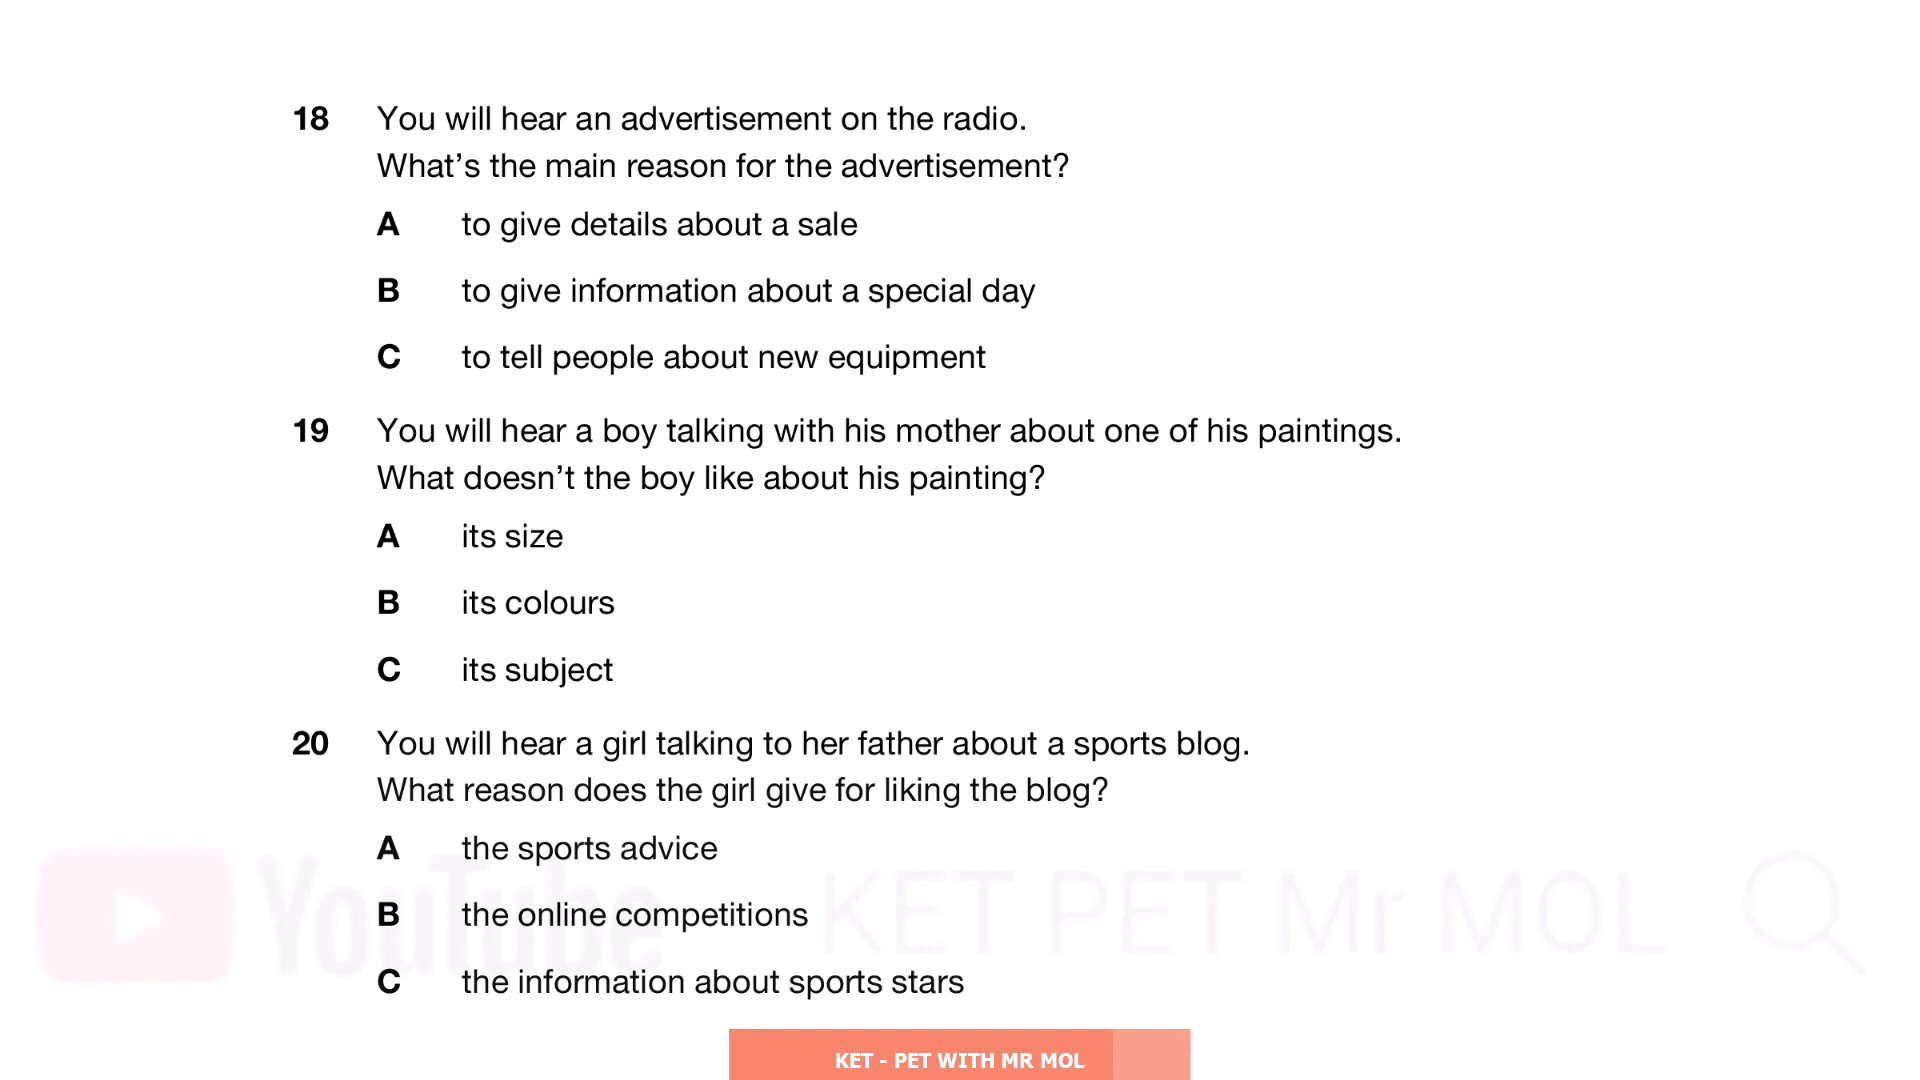 18 You will hear an advertisement on the radio.
What’s the main reason for the advertisement?
A to give details about a sale
B to give information about a special day
C to tell people about new equipment
19 You will hear a boy talking with his mother about one of his paintings.
What doesn’t the boy like about his painting?
A its size
B its colours
C its subject
20 You will hear a girl talking to her father about a sports blog.
What reason does the girl give for liking the blog?
A the sports advice
YouTube KET PET Mr MOL
B the online competitions
C the information about sports stars
KET - PET WITH MR MOL